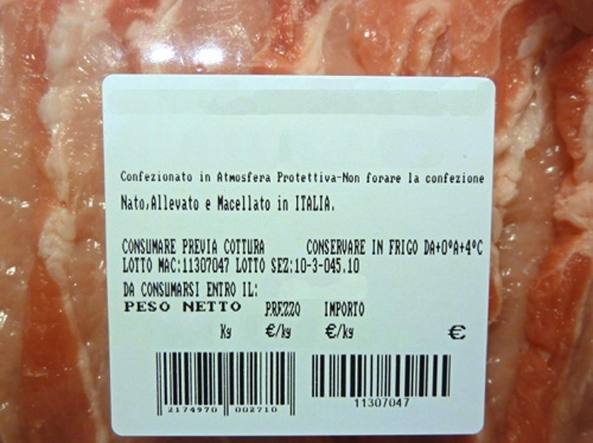 Confezionato in Atmosfera Protettiva-Non forare la confezione
Nato,Allevato e Macellato in ITALIA.
CONSUMARE PREVIA COTTURA CONSERVARE IN FRIGO DA+0°A+4°C
LOTTO MAC:11307047 LOTTO SEZ:10-3-045.10
DA CONSUMARSI ENTRO IL:
PESO NETTO PREZZO IMPORTO
Kg €/kg €/kg €
2174970 002710
11307047